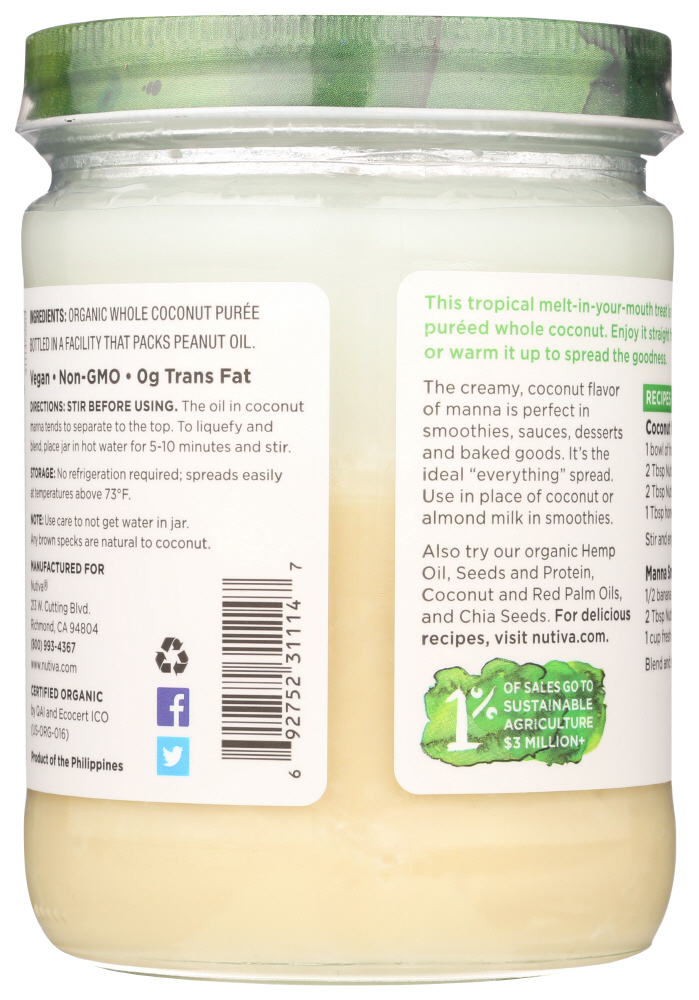 INGREDIENTS: ORGANIC WHOLE COCONUT PURÉE
BOTTLED IN A FACILITY THAT PACKS PEANUT OIL.
Vegan • Non-GMO • 0g Trans Fat
DIRECTIONS: STIR BEFORE USING. The oil in coconut
manna tends to separate to the top. To liquefy and
blend, place jar in hot water for 5-10 minutes and stir.
STORAGE: No refrigeration required; spreads easily
at temperatures above 73°F.
NOTE: Use care to not get water in jar.
Any brown specks are natural to coconut.
MANUFACTURED FOR
Nutiva®
213 W. Cutting Blvd.
Richmond, CA 94804
(800) 993-4367
www.nutiva.com
CERTIFIED ORGANIC
by QAI and Ecocert ICO
(US-ORG-016)
Product of the Philippines
6 92752 31114 7
This tropical melt-in-your-mouth treat is
puréed whole coconut. Enjoy it straight
or warm it up to spread the goodness.
The creamy, coconut flavor
of manna is perfect in
smoothies, sauces, desserts
and baked goods. It's the
ideal “everything” spread.
Use in place of coconut or
almond milk in smoothies.
Also try our organic Hemp
Oil, Seeds and Protein,
Coconut and Red Palm Oils,
and Chia Seeds. For delicious
recipes, visit nutiva.com.
1% OF SALES GO TO
SUSTAINABLE
AGRICULTURE
$3 MILLION+
RECIPES
Coconut
1 bowl of
2 Tbsp
2 Tbsp
1 Tbsp
Stir and
Manna
1/2 banana
2 Tbsp
1 cup
Blend and